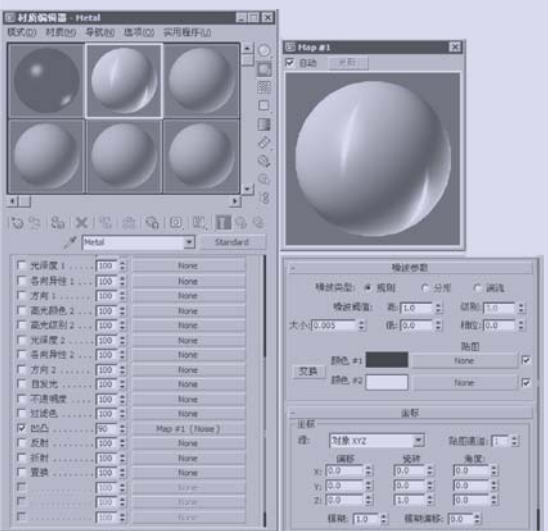 材质编辑器 - Metal
模式(D) 材质(M) 导航(N) 选项(O) 实用程序(U)
Metal Standard
光泽度 1 ...... 100 None
各向异性 1 ... 100 None
方向 1 ......... 100 None
高光颜色 2 ... 100 None
高光级别 2 ... 100 None
光泽度 2 ...... 100 None
各向异性 2 ... 100 None
方向 2 ......... 100 None
自发光 ......... 100 None
不透明度 ...... 100 None
过滤色 ......... 100 None
凹凸 ............ 90 Map #1 (Noise)
反射 ............ 100 None
折射 ............ 100 None
置换 ............ 100 None
.................. 100 None
.................. 100 None
.................. 100 None
Map #1
自动
噪波参数
噪波类型: 规则 分形 湍流
噪波阈值: 高: 1.0 级别: 3.0
大小: 0.005 低: 0.0 相位: 0.0
贴图
交换 颜色 #1 None
颜色 #2 None
坐标
坐标
源: 对象 XYZ 贴图通道: 1
偏移 瓷砖 角度:
X: 0.0 0.0 0.0
Y: 0.0 0.0 0.0
Z: 0.0 1.0 0.0
模糊: 1.0 模糊偏移: 0.0